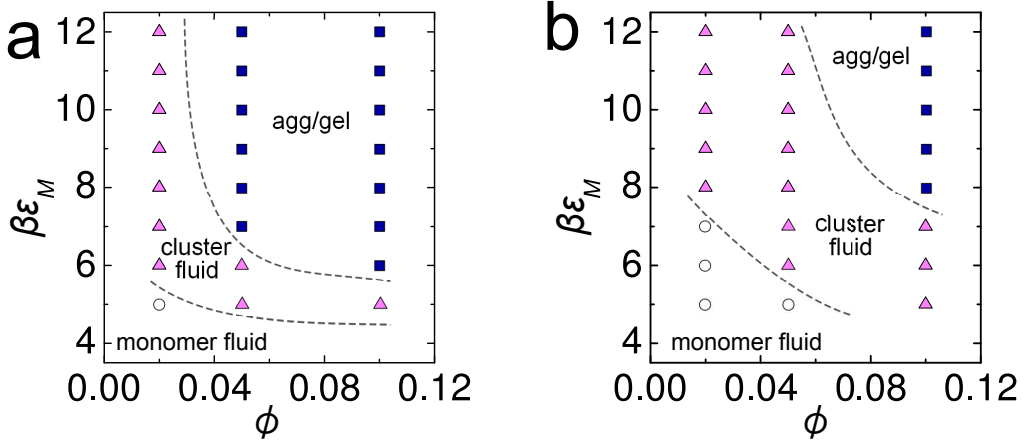 a
12
10
8
6
4
βε_M
agg/gel
cluster
fluid
monomer fluid
0.00 0.04 0.08 0.12
ϕ
b
12
10
8
6
4
βε_M
agg/gel
cluster
fluid
monomer fluid
0.00 0.04 0.08 0.12
ϕ